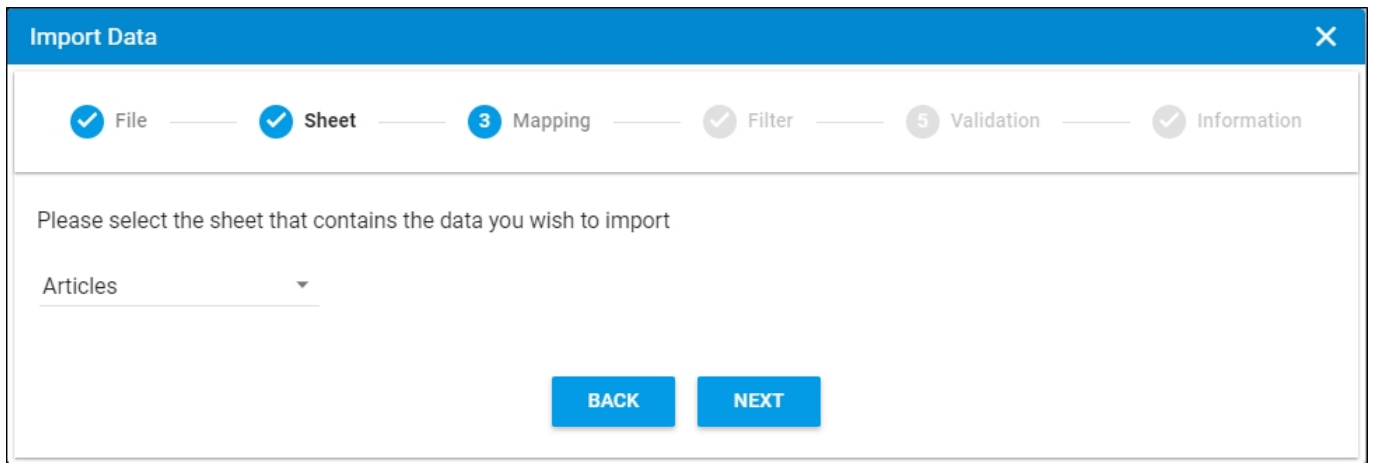 Import Data
File Sheet 3 Mapping Filter 5 Validation Information
Please select the sheet that contains the data you wish to import
Articles
BACK NEXT